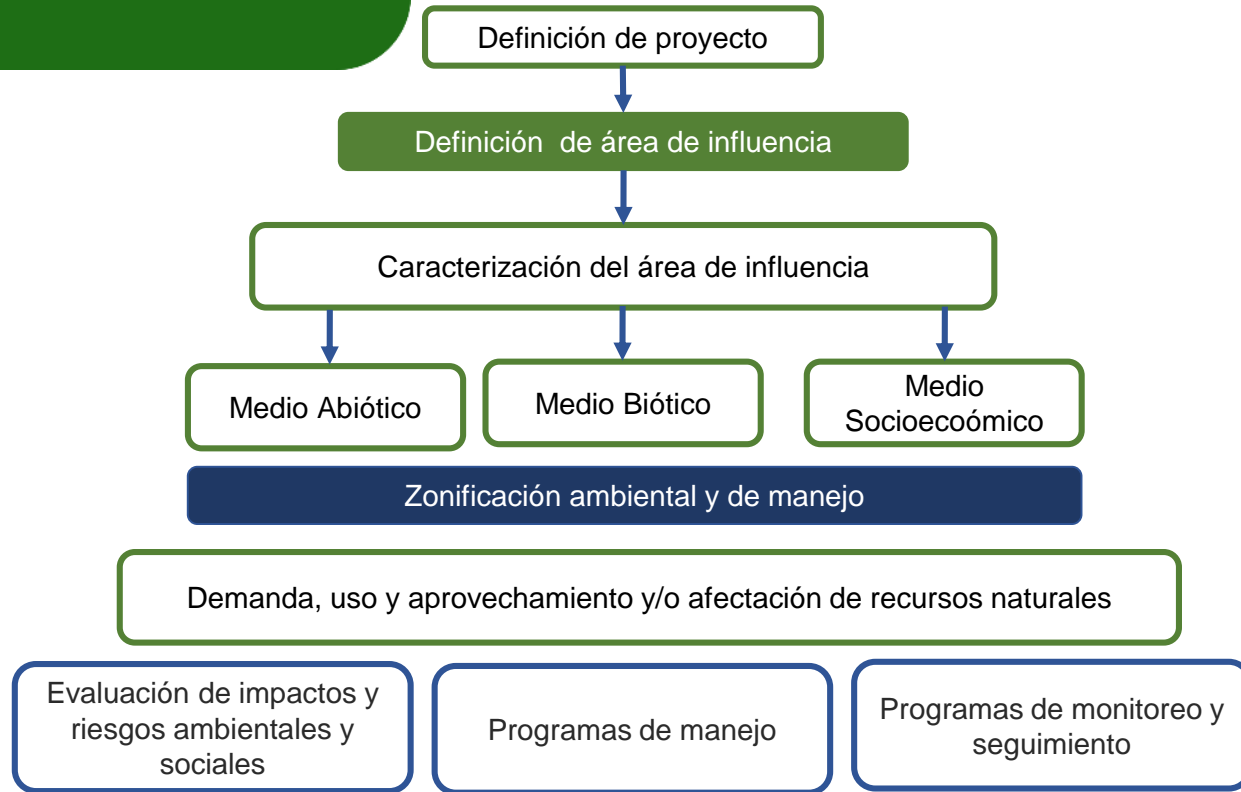 Definición de proyecto
Definición de área de influencia
Caracterización del área de influencia
Medio Abiótico
Medio Biótico
Medio
Socioecoómico
Zonificación ambiental y de manejo
Demanda, uso y aprovechamiento y/o afectación de recursos naturales
Evaluación de impactos y
riesgos ambientales y
sociales
Programas de manejo
Programas de monitoreo y
seguimiento